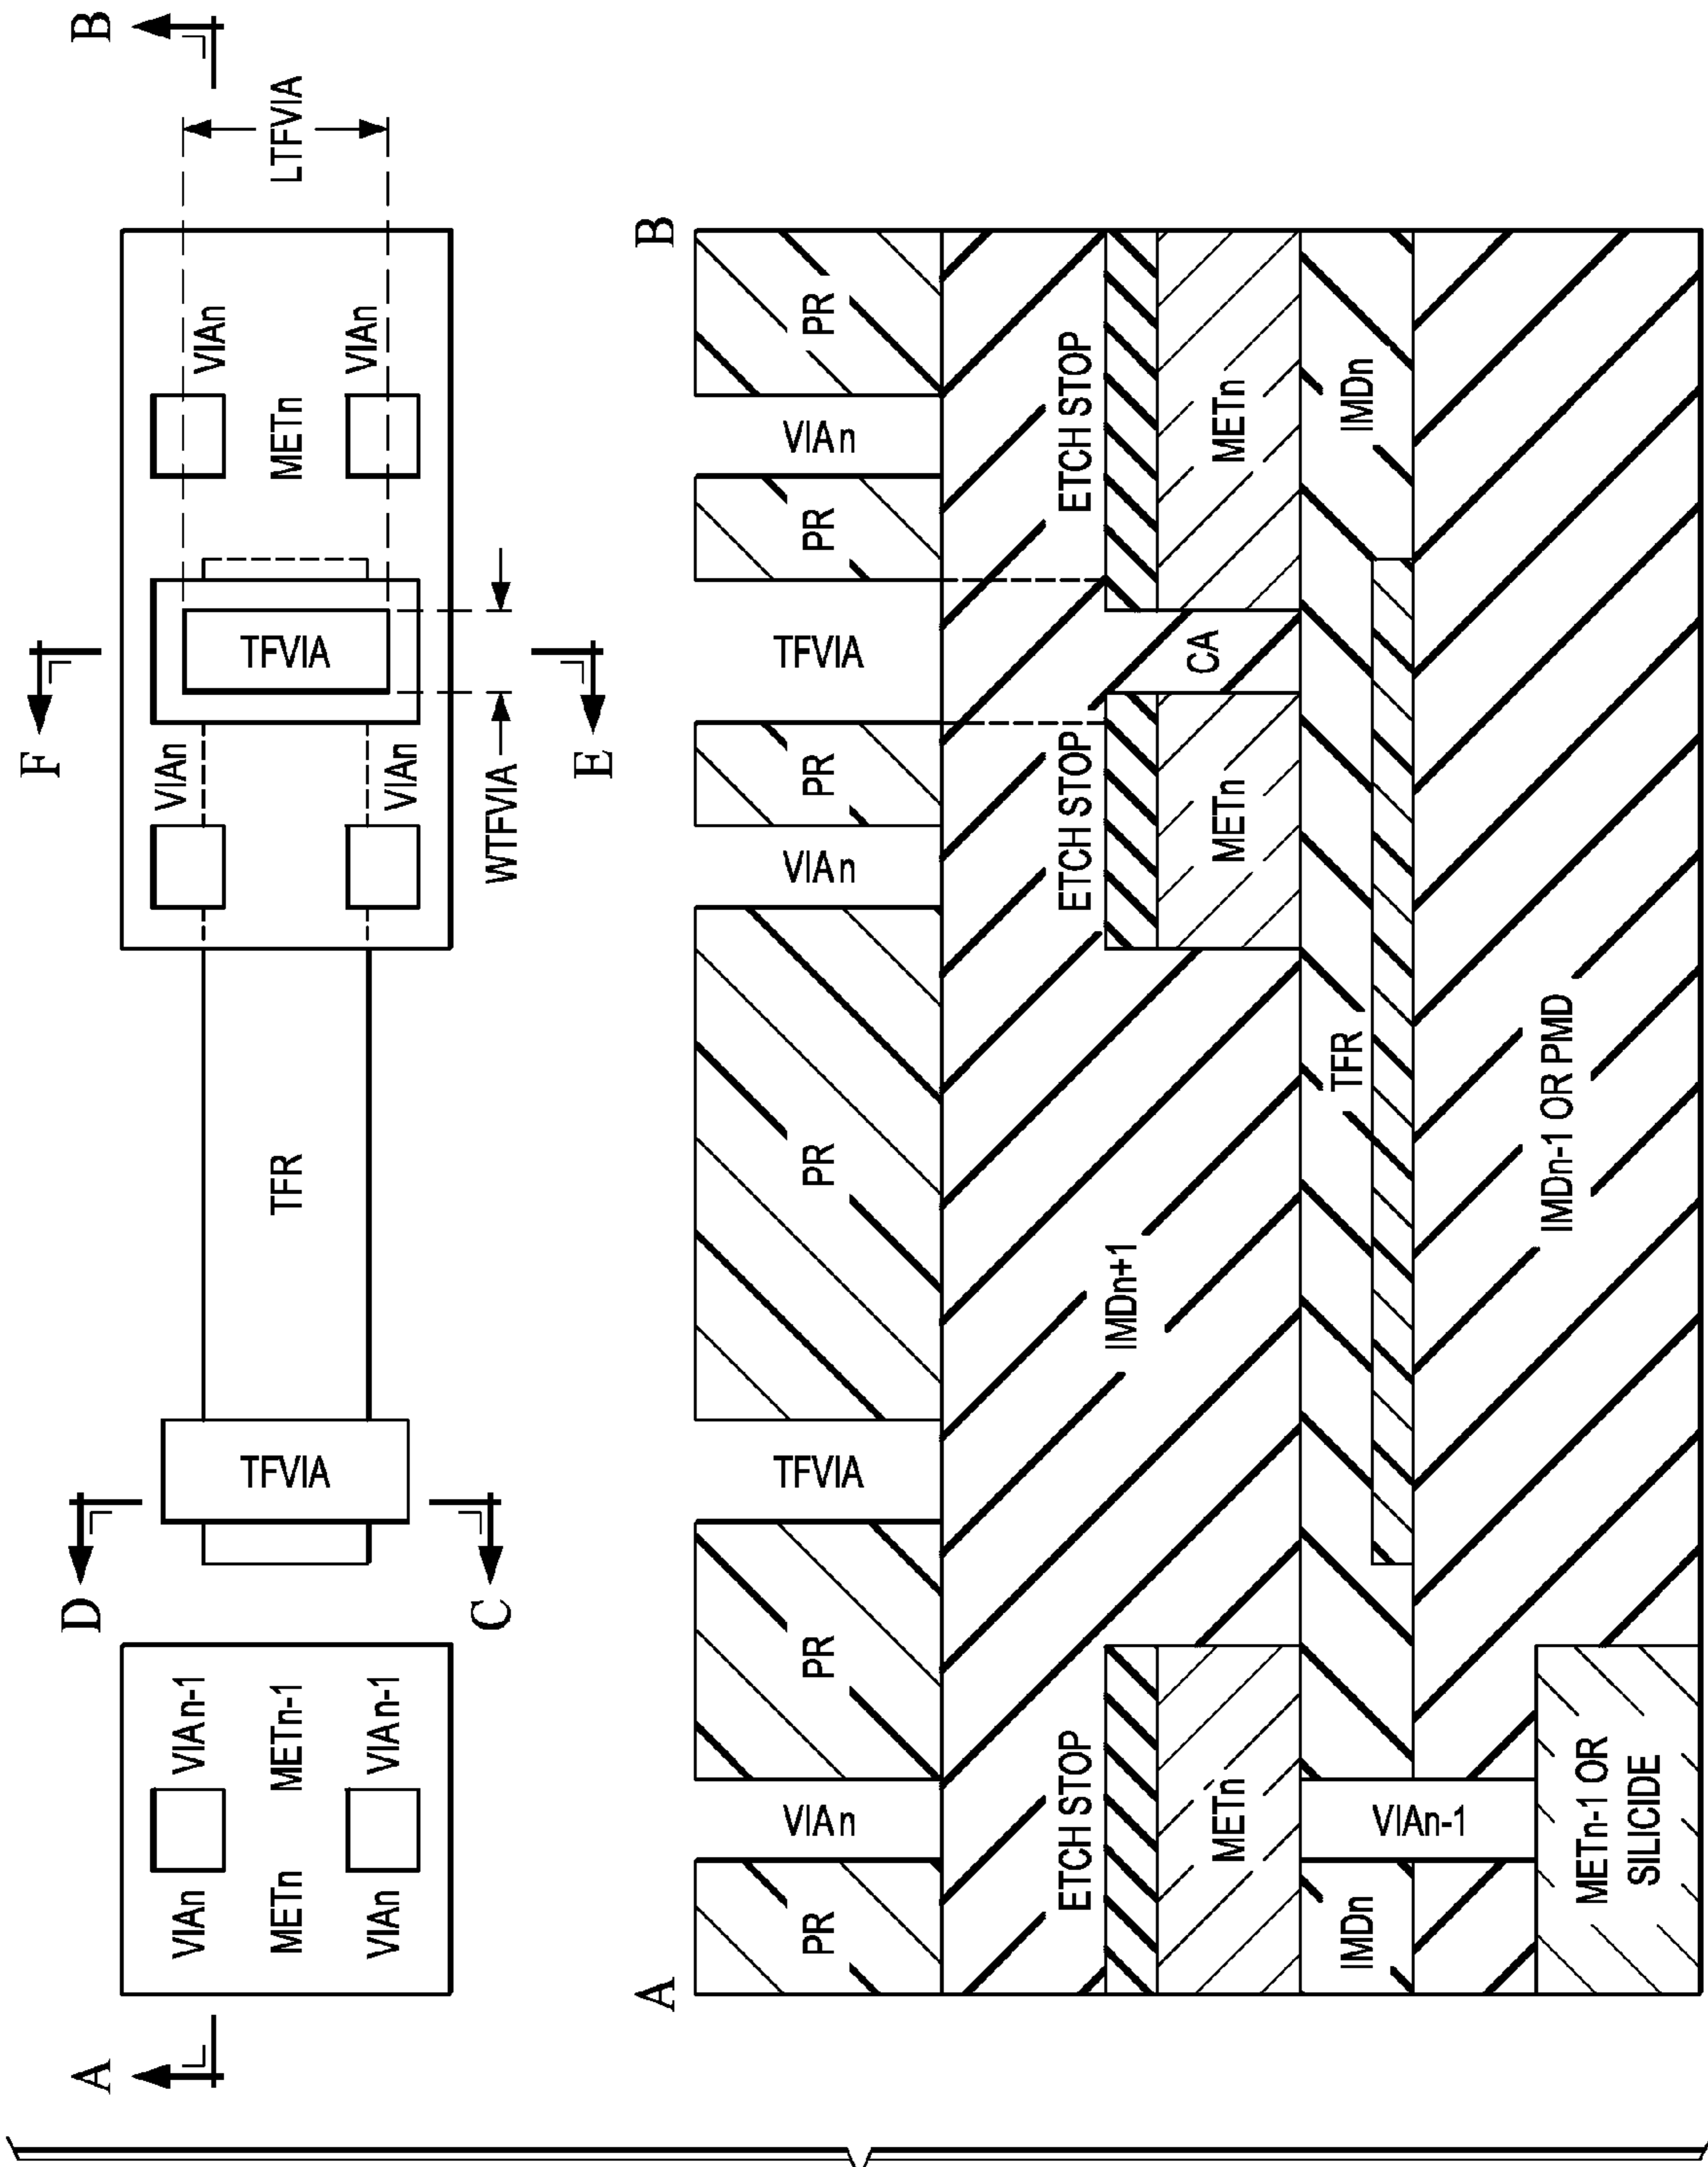 A
B
VIAn
VIAn-1
METn
METn-1
VIAn
VIAn-1
D
C
TFVIA
TFR
F
E
VIAn
VIAn
TFVIA
WTFVIA
VIAn
METn
VIAn
LTFVIA
A
B
PR
VIAn
PR
TFVIA
PR
VIAn
PR
TFVIA
PR
VIAn
PR
ETCH STOP
IMDn+1
ETCH STOP
ETCH STOP
METn
METn
CA
METn
IMDn
VIAn-1
TFR
IMDn
METn-1 OR
SILICIDE
IMDn-1 OR PMD